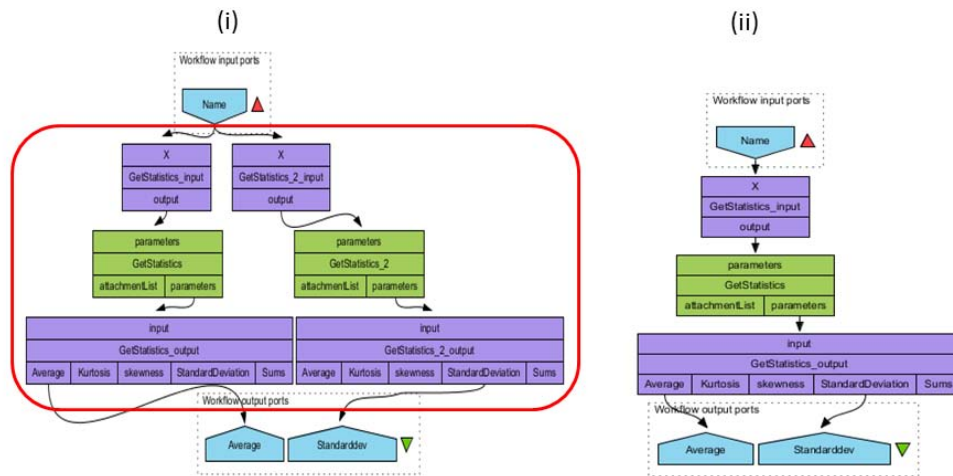 (i)
Workflow input ports
Name
X
GetStatistics_input
output
X
GetStatistics_2_input
output
parameters
GetStatistics
attachmentList parameters
parameters
GetStatistics_2
attachmentList parameters
input
GetStatistics_output
Average Kurtosis skewness StandardDeviation Sums
input
GetStatistics_2_output
Average Kurtosis skewness StandardDeviation Sums
Workflow output ports
Average
Standarddev
(ii)
Workflow input ports
Name
X
GetStatistics_input
output
parameters
GetStatistics
attachmentList parameters
input
GetStatistics_output
Average Kurtosis skewness StandardDeviation Sums
Workflow output ports
Average
Standarddev